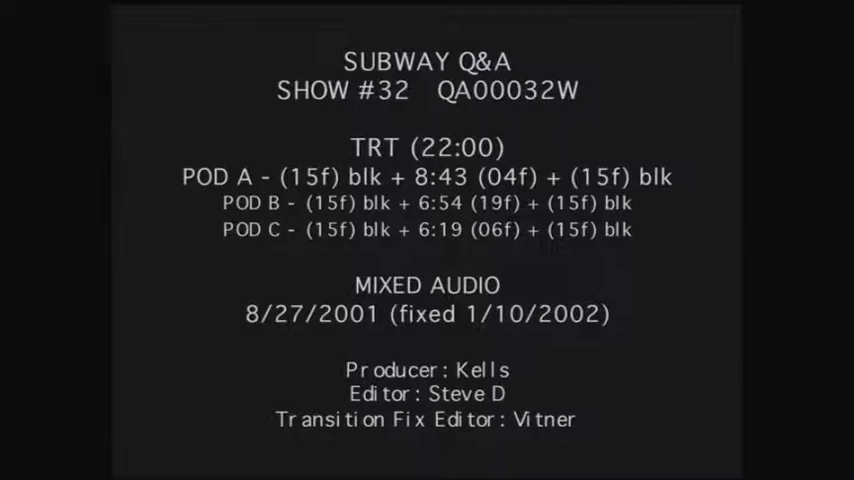 SUBWAY Q&A
SHOW #32 QA00032W
TRT (22:00)
POD A - (15f) blk + 8:43 (04f) + (15f) blk
POD B - (15f) blk + 6:54 (19f) + (15f) blk
POD C - (15f) blk + 6:19 (06f) + (15f) blk
MIXED AUDIO
8/27/2001 (fixed 1/10/2002)
Producer: Kells
Editor: Steve D
Transition Fix Editor: Vitner